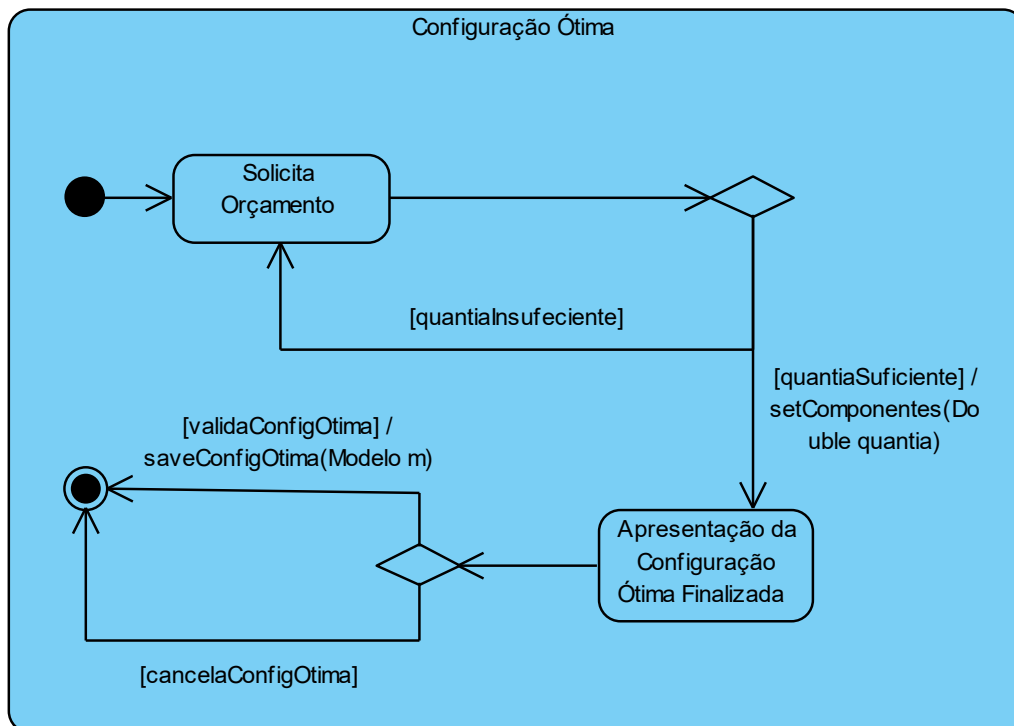 Configuração Ótima
Solicita
Orçamento
[quantiaInsufeciente]
[quantiaSuficiente] /
setComponentes(Do
uble quantia)
[validaConfigOtima] /
saveConfigOtima(Modelo m)
Apresentação da
Configuração
Ótima Finalizada
[cancelaConfigOtima]